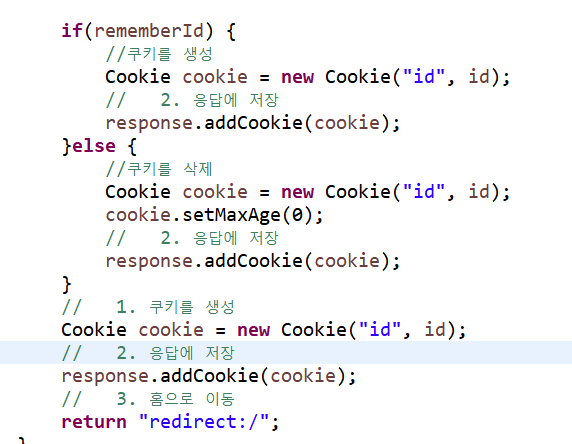 if(rememberId) {
//쿠키를 생성
Cookie cookie = new Cookie("id", id);
//   2. 응답에 저장
response.addCookie(cookie);
}else {
//쿠키를 삭제
Cookie cookie = new Cookie("id", id);
cookie.setMaxAge(0);
//   2. 응답에 저장
response.addCookie(cookie);
}
//   1. 쿠키를 생성
Cookie cookie = new Cookie("id", id);
//   2. 응답에 저장
response.addCookie(cookie);
//   3. 홈으로 이동
return "redirect:/";